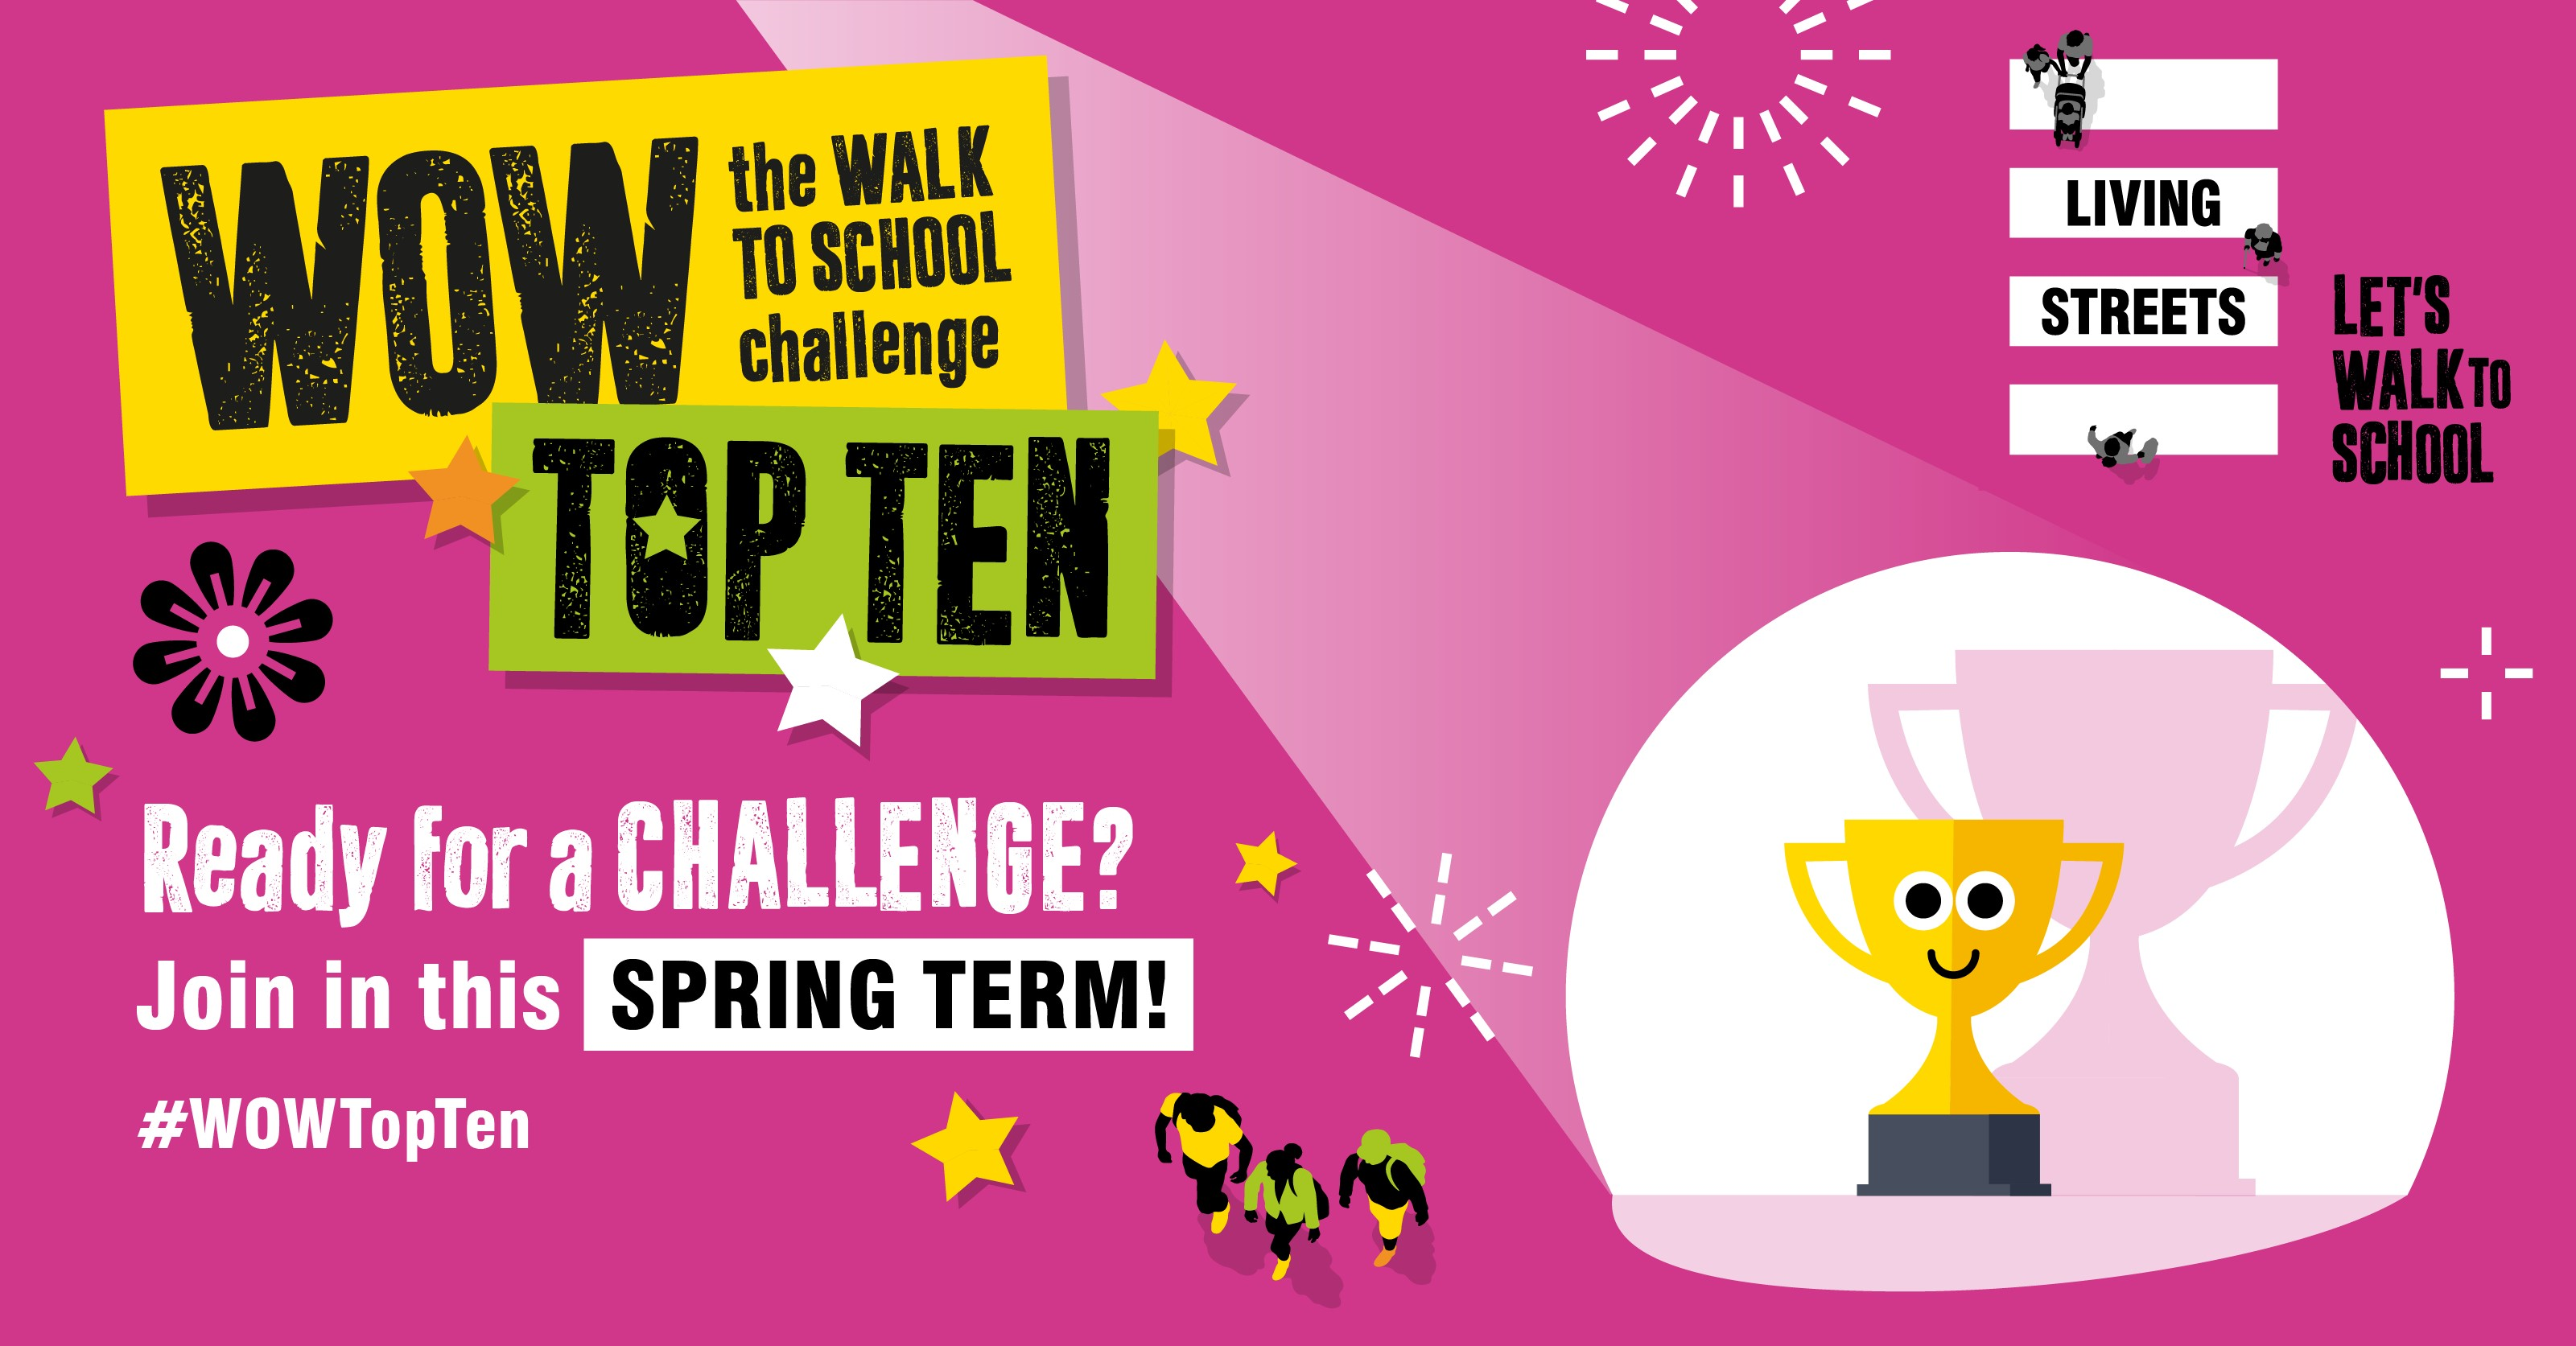 WOW
the WALK
TO SCHOOL
challenge
TOP TEN
Ready for a CHALLENGE?
Join in this SPRING TERM!
#WOWTopTen
LIVING
STREETS
LET'S
WALK TO
SCHOOL